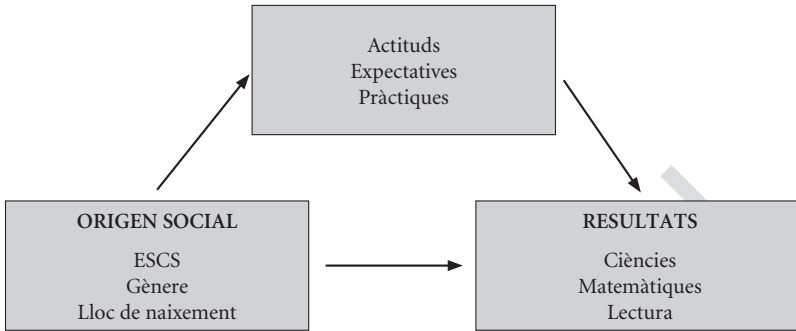 Actituds
Expectatives
Pràctiques
ORIGEN SOCIAL
ESCS
Gènere
Lloc de naixement
RESULTATS
Ciències
Matemàtiques
Lectura